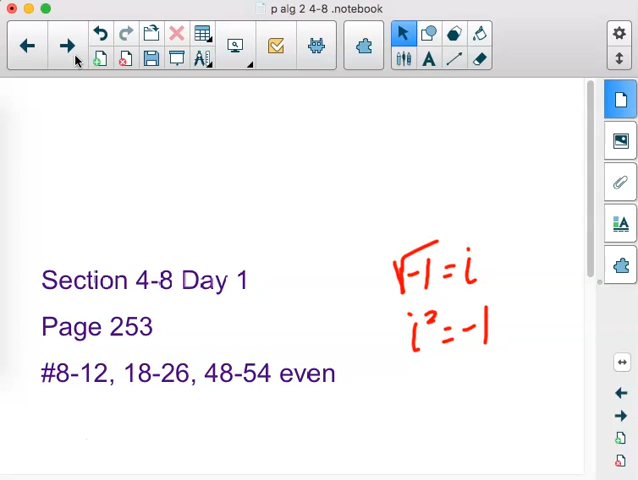 p alg 2 4-8 .notebook
√-1 = i
i² = -1
Section 4-8 Day 1
Page 253
#8-12, 18-26, 48-54 even